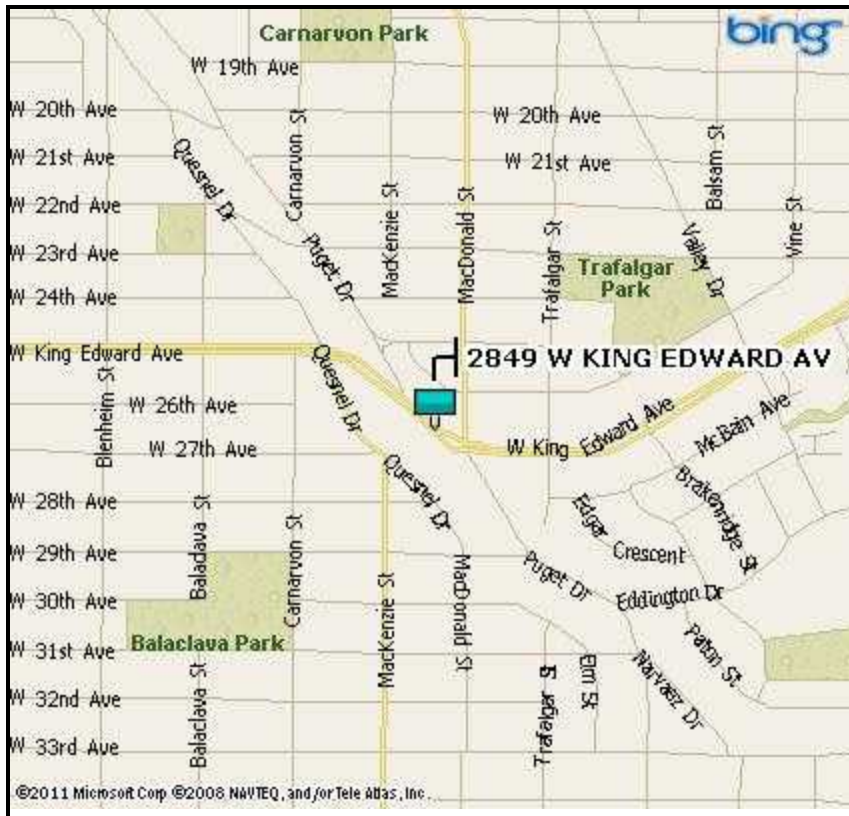 Carnarvon Park
bing
W 19th Ave
W 20th Ave
W 20th Ave
W 21st Ave
W 21st Ave
Quesnel Dr
Carnarvon St
MacKenzie St
MacDonald St
Balsam St
W 22nd Ave
Vine St
W 23rd Ave
Puget Dr
Trafalgar St
Trafalgar Park
Valley Dr
W 24th Ave
W King Edward Ave
2849 W KING EDWARD AV
Blenheim St
Quesnel Dr
W 26th Ave
W 27th Ave
W King Edward Ave
McBain Ave
Quesnel Dr
Brakenridge St
W 28th Ave
Edgar Crescent
Baladava St
Carnarvon St
W 29th Ave
MacDonald St
Puget Dr
MacKenzie St
Eddington Dr
W 30th Ave
Balaclava Park
W 31st Ave
Paton St
Elm St
Narvaez Dr
Trafalgar St
Balaclava St
W 32nd Ave
W 33rd Ave
©2011 Microsoft Corp ©2008 NAVTEQ, and/or Tele Atlas, Inc.